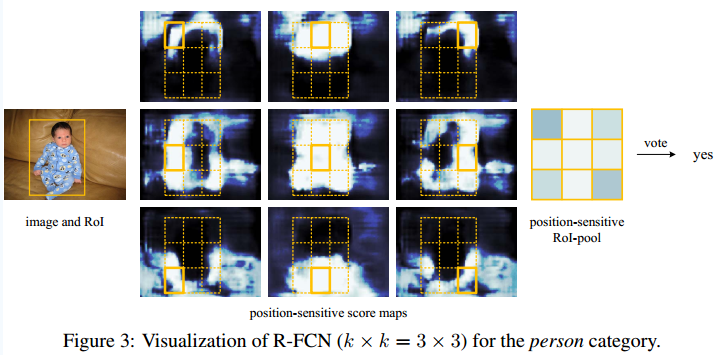 image and RoI
position-sensitive score maps
position-sensitive
RoI-pool
vote
yes
Figure 3: Visualization of R-FCN (k × k = 3 × 3) for the person category.